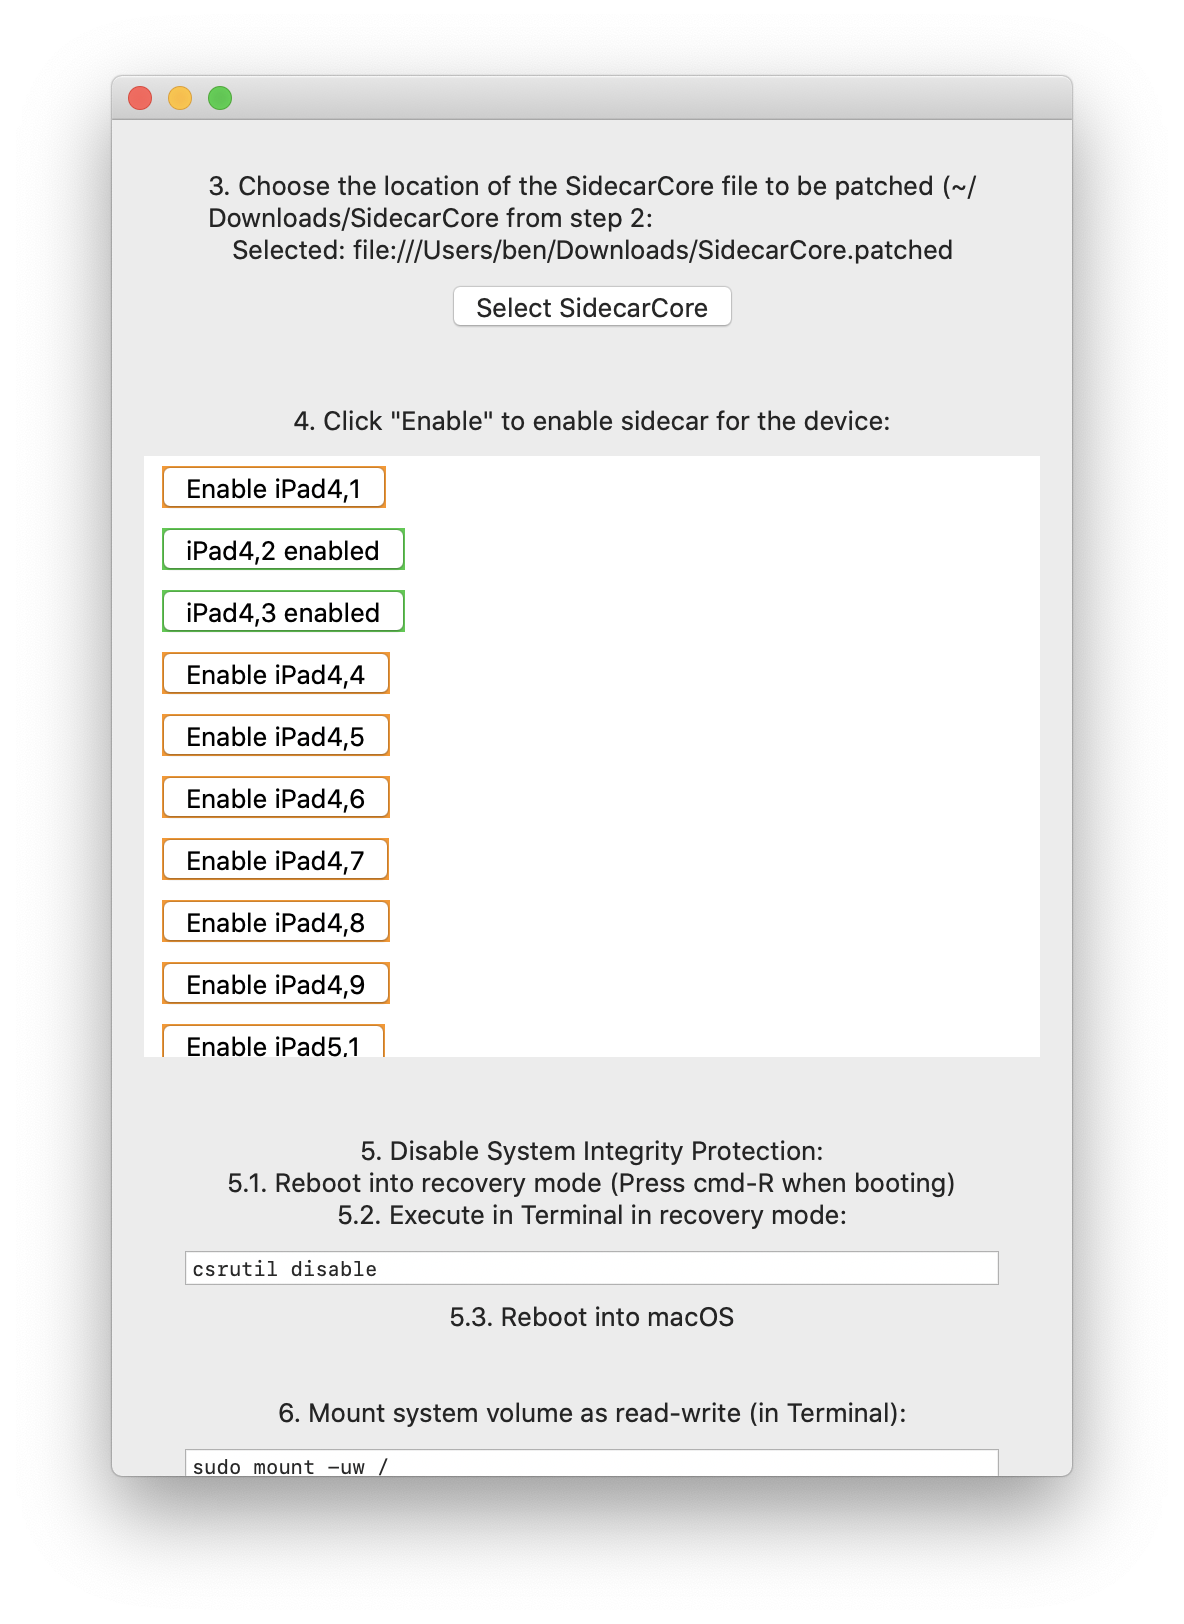 3. Choose the location of the SidecarCore file to be patched (~/
Downloads/SidecarCore from step 2:
Selected: file:///Users/ben/Downloads/SidecarCore.patched
Select SidecarCore
4. Click "Enable" to enable sidecar for the device:
Enable iPad4,1
iPad4,2 enabled
iPad4,3 enabled
Enable iPad4,4
Enable iPad4,5
Enable iPad4,6
Enable iPad4,7
Enable iPad4,8
Enable iPad4,9
Enable iPad5,1
5. Disable System Integrity Protection:
5.1. Reboot into recovery mode (Press cmd-R when booting)
5.2. Execute in Terminal in recovery mode:
csrutil disable
5.3. Reboot into macOS
6. Mount system volume as read-write (in Terminal):
sudo mount -uw /